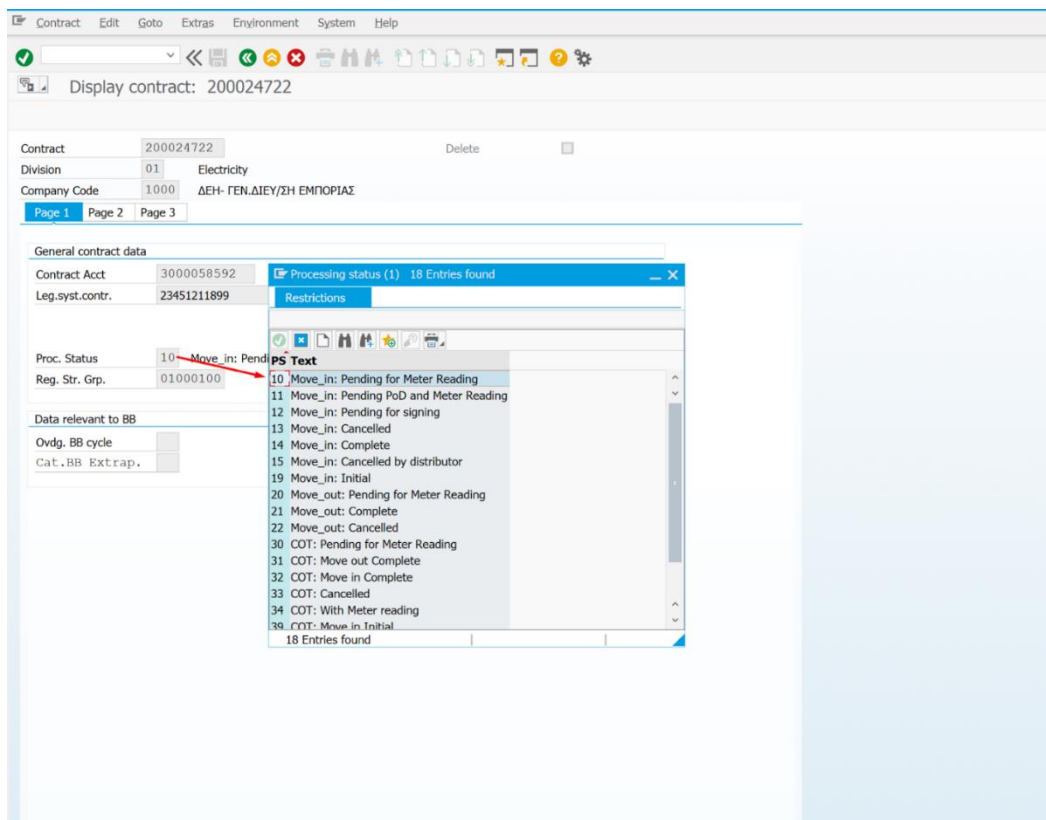 Contract Edit Goto Extras Environment System Help
Display contract: 200024722
Contract 200024722 Delete
Division 01 Electricity
Company Code 1000 ΔΕΗ- ΓΕΝ.ΔΙΕΥ/ΣΗ ΕΜΠΟΡΙΑΣ
Page 1 Page 2 Page 3
General contract data
Contract Acct 3000058592
Leg.syst.contr. 23451211899
Proc. Status 10 Move_in: Pendi
Reg. Str. Grp. 01000100
Data relevant to BB
Ovdg. BB cycle
Cat.BB Extrap.
Processing status (1) 18 Entries found
Restrictions
PS Text
10 Move_in: Pending for Meter Reading
11 Move_in: Pending PoD and Meter Reading
12 Move_in: Pending for signing
13 Move_in: Cancelled
14 Move_in: Complete
15 Move_in: Cancelled by distributor
19 Move_in: Initial
20 Move_out: Pending for Meter Reading
21 Move_out: Complete
22 Move_out: Cancelled
30 COT: Pending for Meter Reading
31 COT: Move out Complete
32 COT: Move in Complete
33 COT: Cancelled
34 COT: With Meter reading
39 COT: Move in Initial
18 Entries found